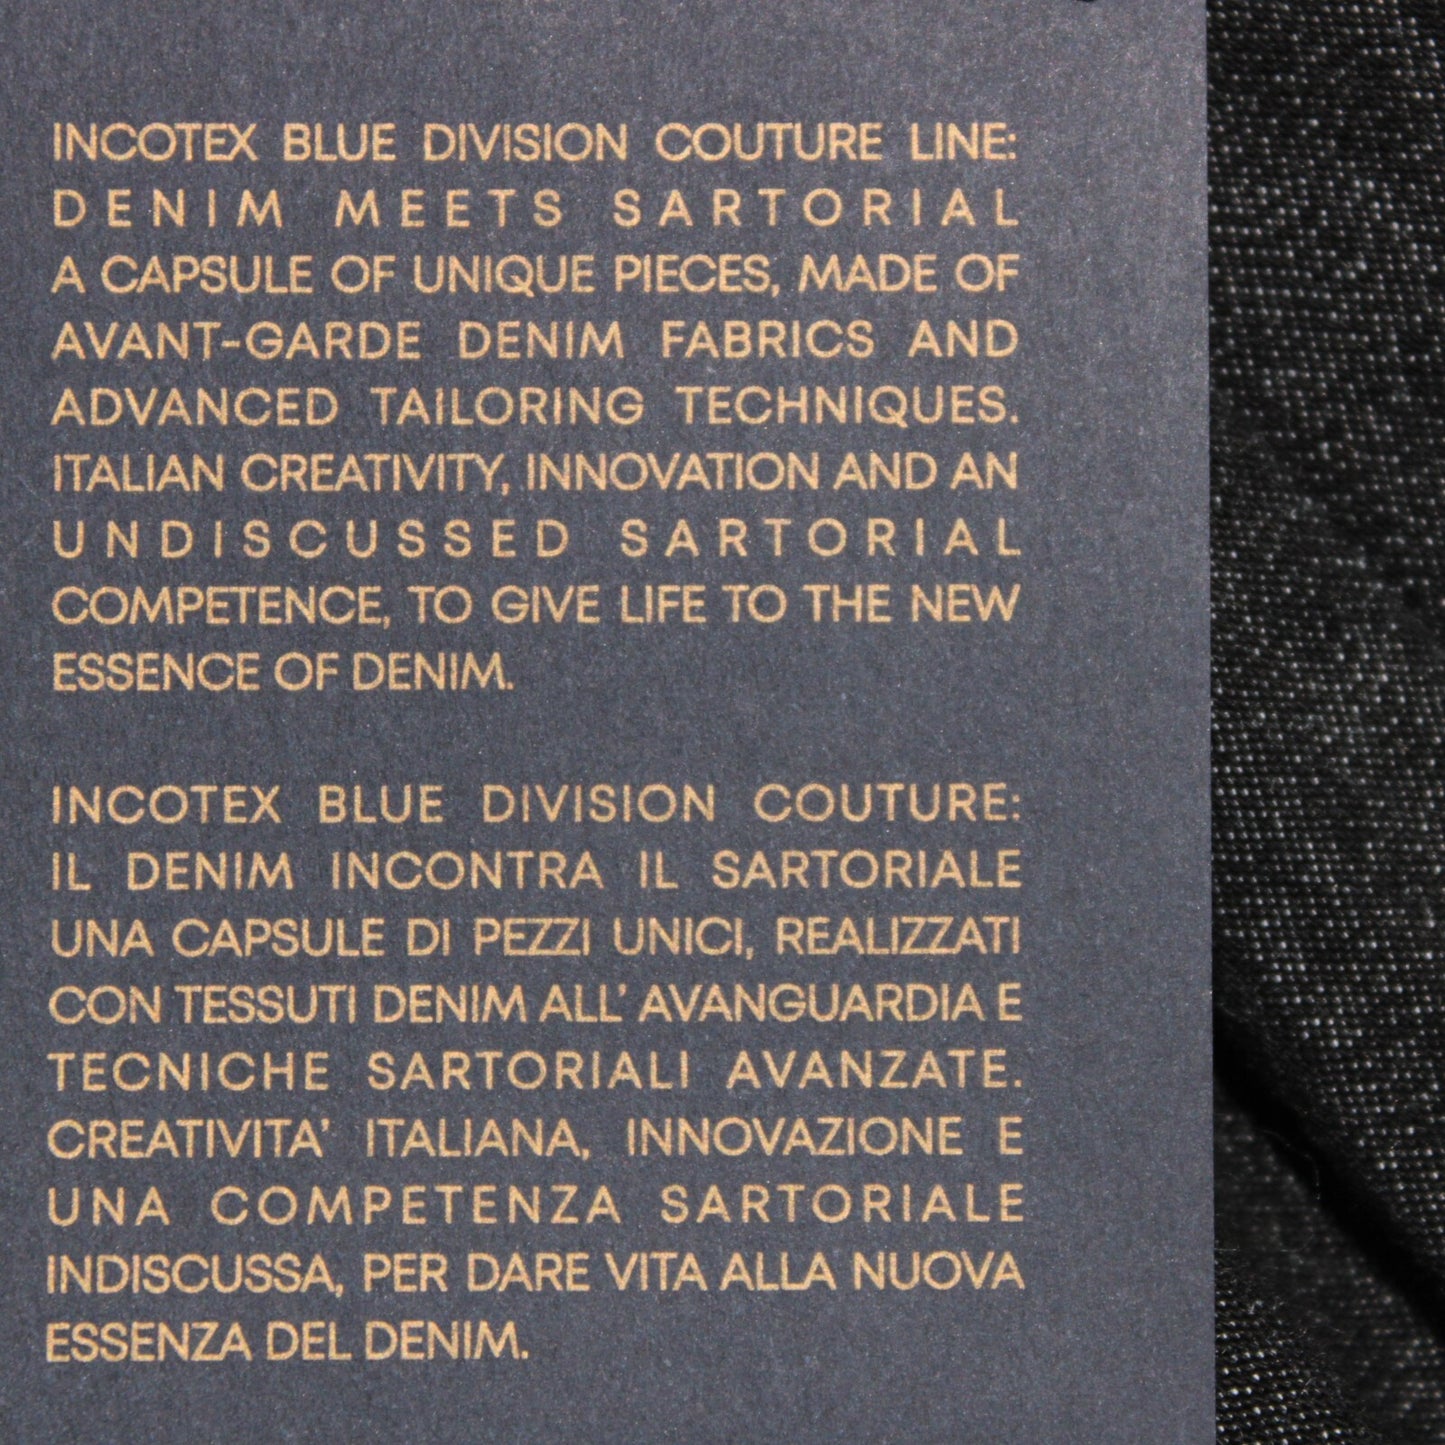 INCOTEX BLUE DIVISION COUTURE LINE:
DENIM MEETS SARTORIAL
A CAPSULE OF UNIQUE PIECES, MADE OF
AVANT-GARDE DENIM FABRICS AND
ADVANCED TAILORING TECHNIQUES.
ITALIAN CREATIVITY, INNOVATION AND AN
UNDISCUSSED SARTORIAL
COMPETENCE, TO GIVE LIFE TO THE NEW
ESSENCE OF DENIM.
INCOTEX BLUE DIVISION COUTURE:
IL DENIM INCONTRA IL SARTORIALE
UNA CAPSULE DI PEZZI UNICI, REALIZZATI
CON TESSUTI DENIM ALL' AVANGUARDIA E
TECNICHE SARTORIALI AVANZATE.
CREATIVITA' ITALIANA, INNOVAZIONE E
UNA COMPETENZA SARTORIALE
INDISCUSSA, PER DARE VITA ALLA NUOVA
ESSENZA DEL DENIM.